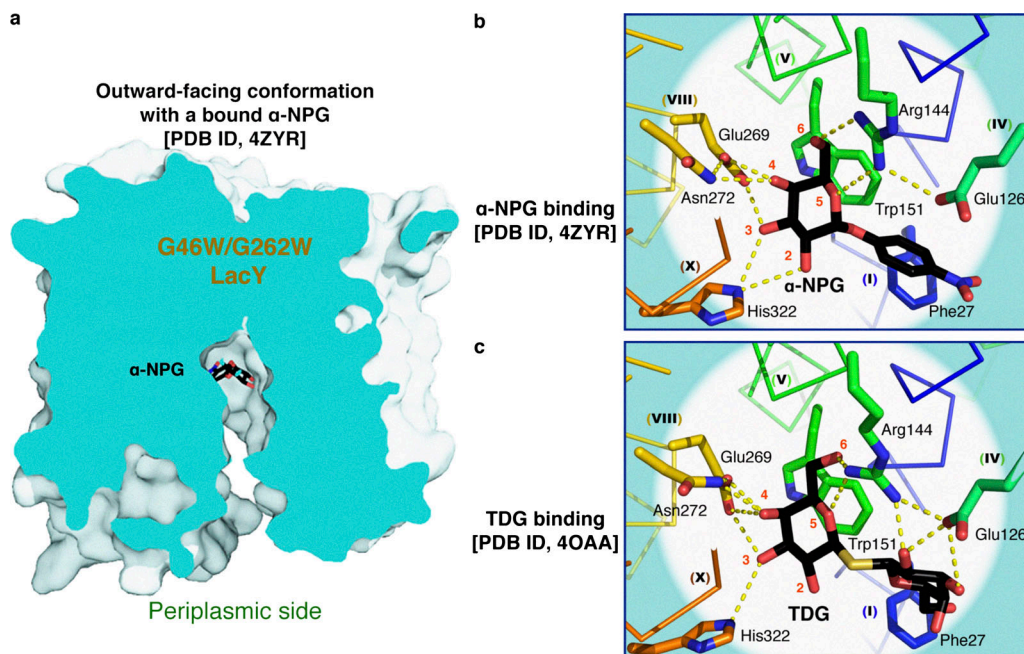 a
Outward-facing conformation
with a bound α-NPG
[PDB ID, 4ZYR]
G46W/G262W
LacY
α-NPG
Periplasmic side
b
α-NPG binding
[PDB ID, 4ZYR]
(V)
(VIII)
Arg144
(IV)
Glu269
6
4
Asn272
5
Trp151
Glu126
3
2
(X)
α-NPG
(I)
His322
Phe27
c
TDG binding
[PDB ID, 4OAA]
(V)
(VIII)
6
Arg144
(IV)
Glu269
4
Asn272
5
Glu126
Trp151
3
(X)
2
TDG
(I)
His322
Phe27